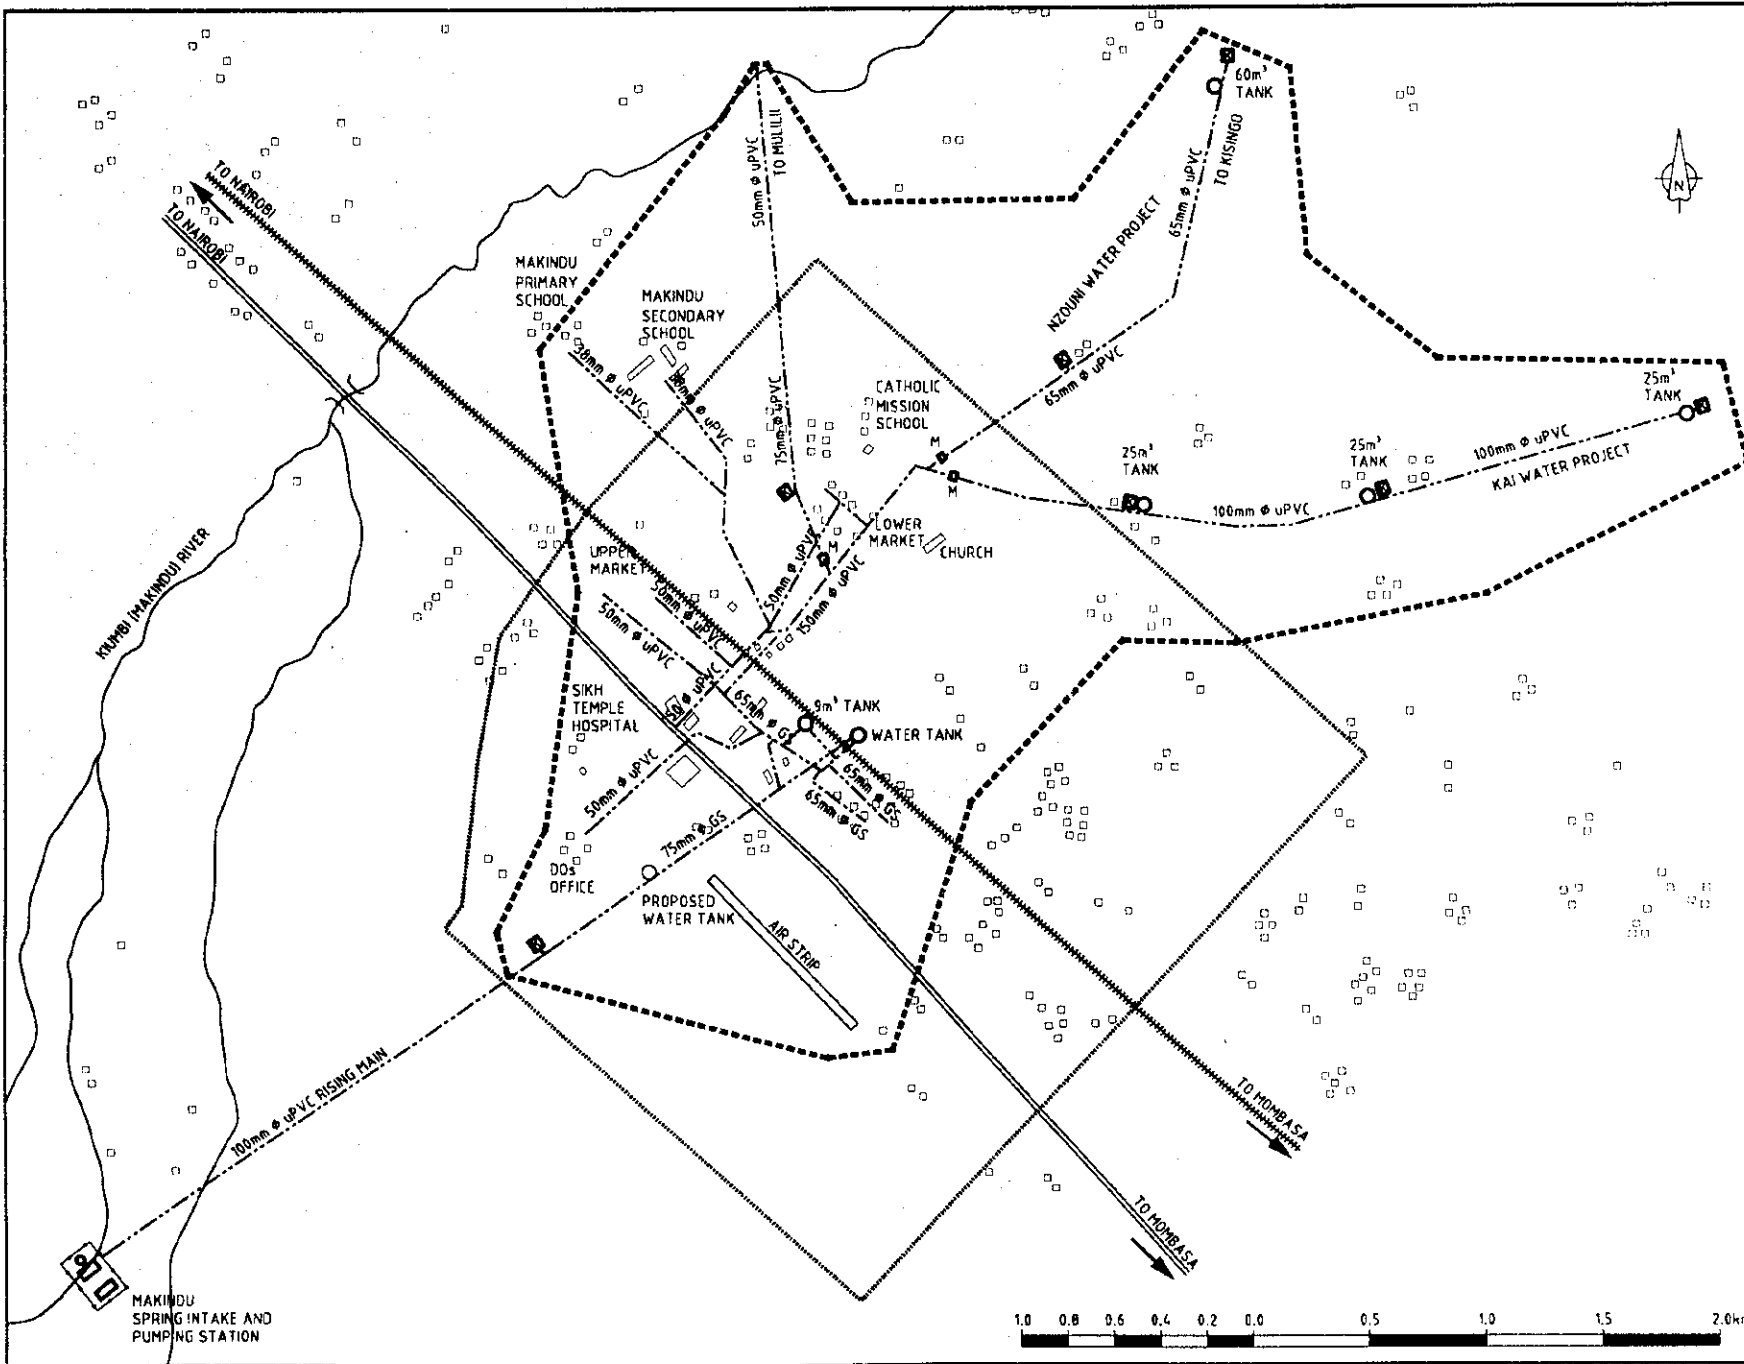 60m³
TANK
TO MULILII
50mm ø uPVC
TO KISINGO
65mm ø uPVC
NZOUNI WATER PROJECT
N
TO NAIROBI
TO NAIROBI
MAKINDU
PRIMARY
SCHOOL
MAKINDU
SECONDARY
SCHOOL
38mm ø uPVC
38mm ø uPVC
75mm ø uPVC
CATHOLIC
MISSION
SCHOOL
65mm ø uPVC
25m³
TANK
M
M
25m³
TANK
25m³
TANK
100mm ø uPVC
KAI WATER PROJECT
100mm ø uPVC
LOWER
MARKET
CHURCH
M
UPPER
MARKET
50mm ø uPVC
150mm ø uPVC
50mm ø uPVC
50mm ø uPVC
KIUMBI (MAKINDU) RIVER
SIKH
TEMPLE
HOSPITAL
50 ø uPVC
65mm ø GS
9m³ TANK
WATER TANK
50mm ø uPVC
65mm ø GS
65mm ø GS
75mm ø GS
DOs
OFFICE
PROPOSED
WATER TANK
AIR STRIP
100mm ø uPVC RISING MAIN
TO MOMBASA
TO MOMBASA
MAKINDU
SPRING INTAKE AND
PUMPING STATION
1.0 0.8 0.6 0.4 0.2 0.0 0.5 1.0 1.5 2.0km